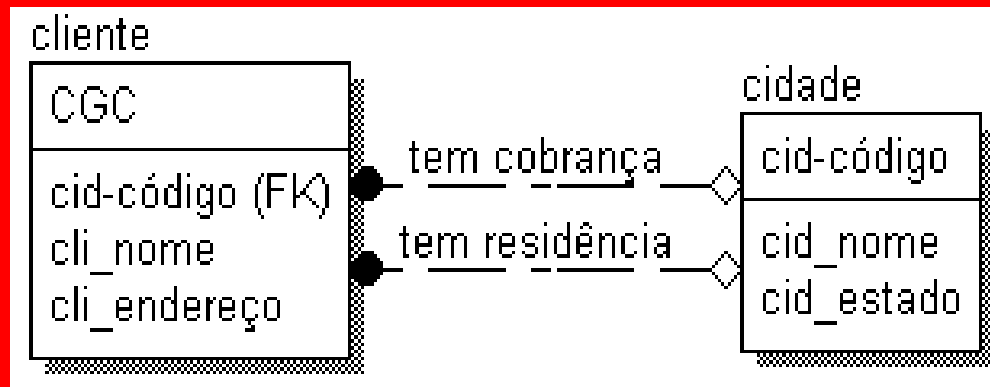 cliente
CGC
cid-código (FK)
cli_nome
cli_endereço
tem cobrança
tem residência
cidade
cid-código
cid_nome
cid_estado